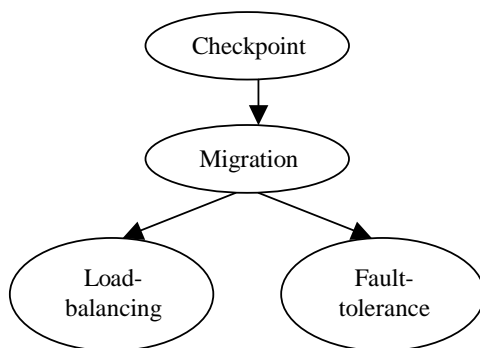 Checkpoint
Migration
Load-
balancing
Fault-
tolerance